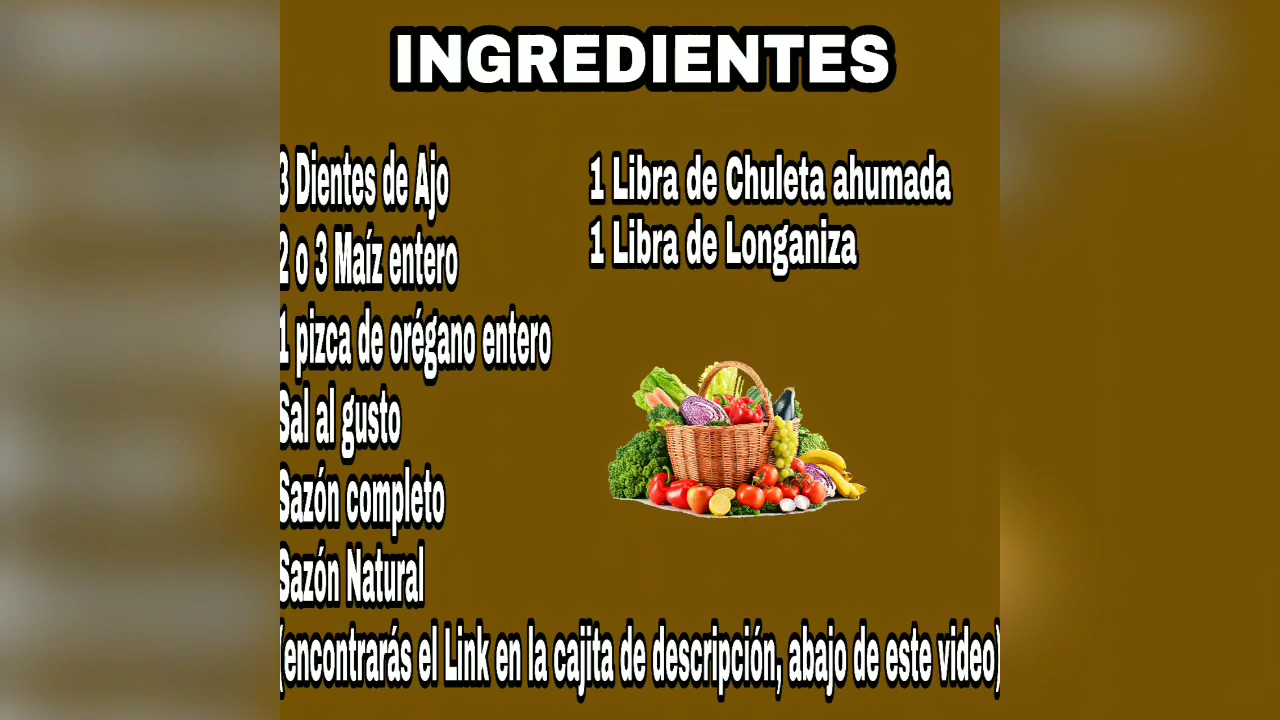 INGREDIENTES
3 Dientes de Ajo
2 o 3 Maíz entero
1 pizca de orégano entero
Sal al gusto
Sazón completo
Sazón Natural
(encontrarás el Link en la cajita de descripción, abajo de este video)
1 Libra de Chuleta ahumada
1 Libra de Longaniza